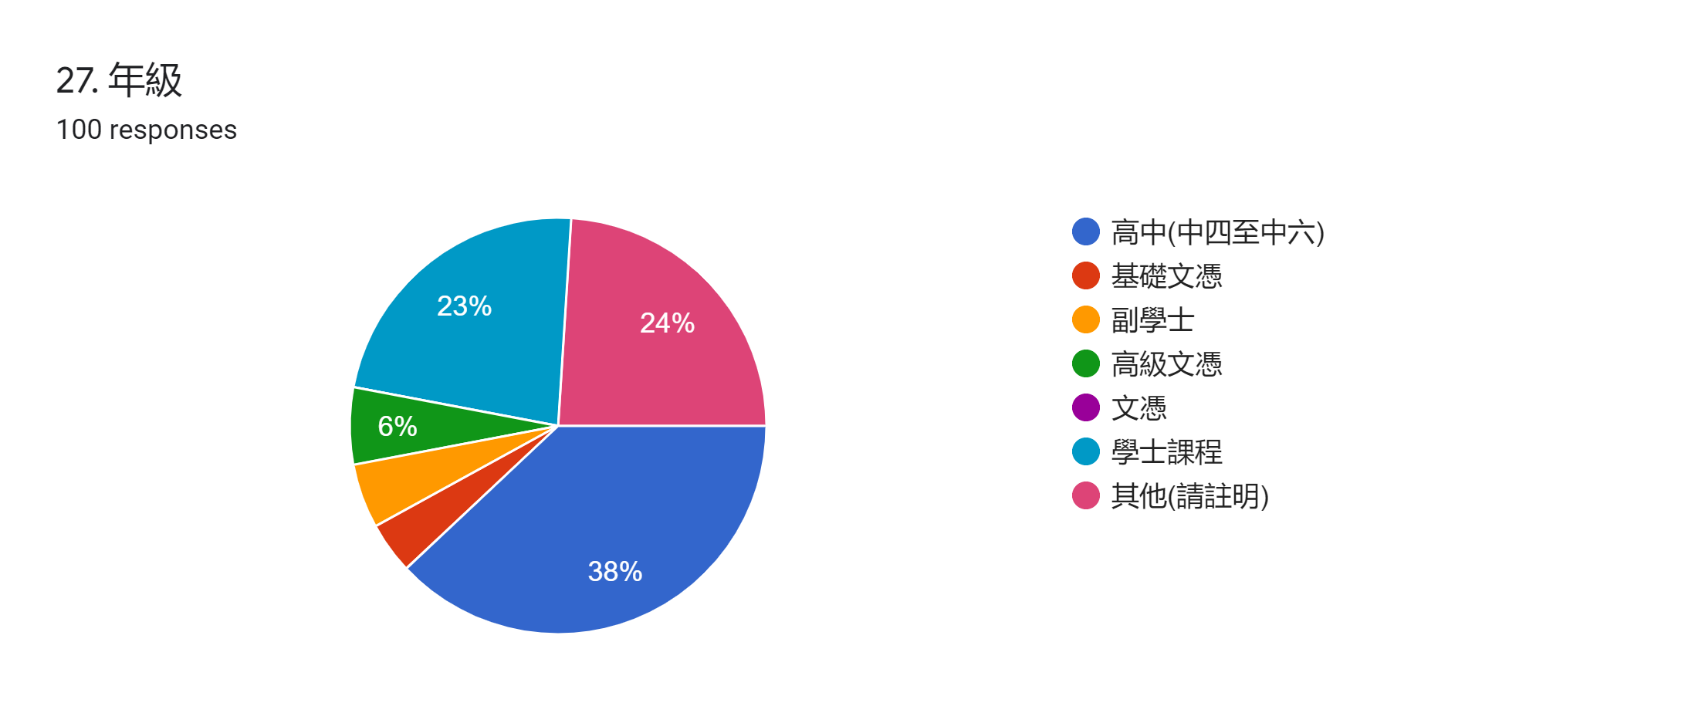 27. 年級
100 responses
23%
24%
6%
38%
高中(中四至中六)
基礎文憑
副學士
高級文憑
文憑
學士課程
其他(請註明)